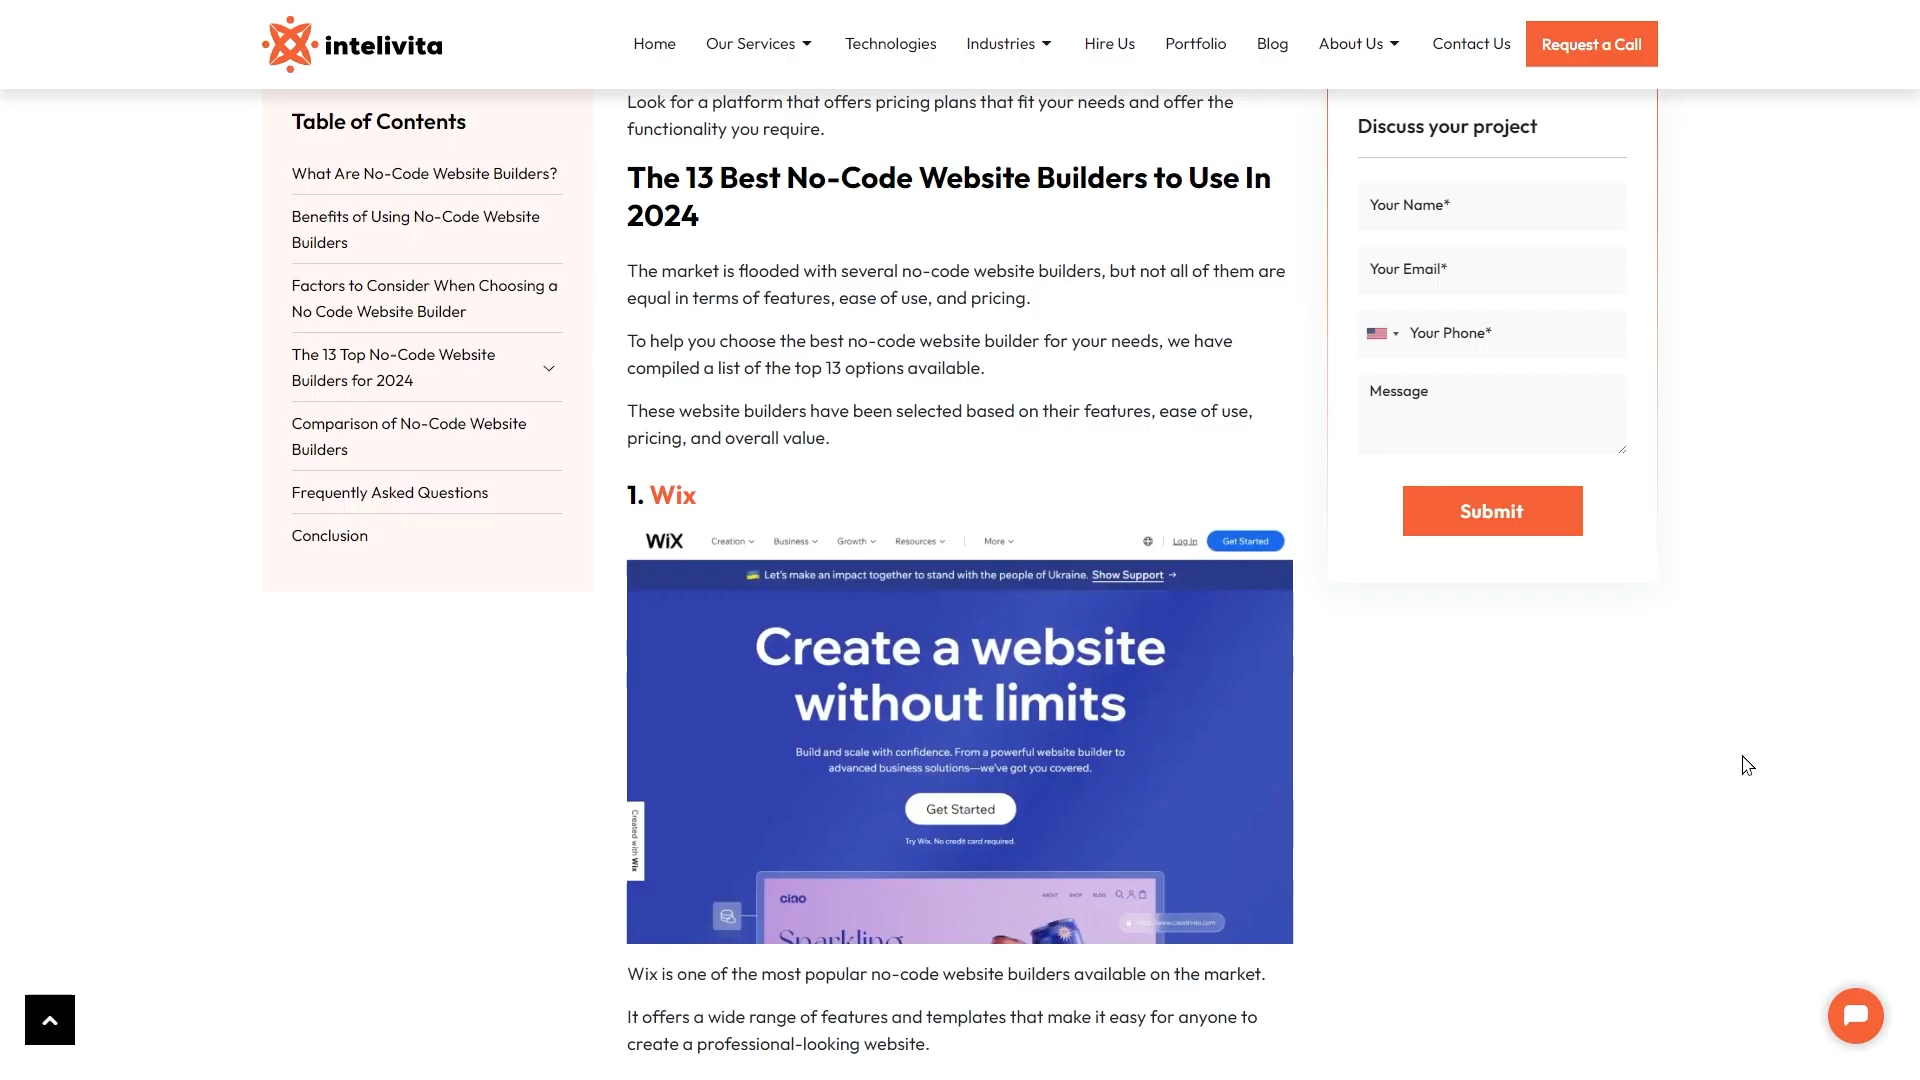 intelivita
Home
Our Services
Technologies
Industries
Hire Us
Portfolio
Blog
About Us
Contact Us
Request a Call
Table of Contents
What Are No-Code Website Builders?
Benefits of Using No-Code Website
Builders
Factors to Consider When Choosing a
No Code Website Builder
The 13 Top No-Code Website
Builders for 2024
Comparison of No-Code Website
Builders
Frequently Asked Questions
Conclusion
Look for a platform that offers pricing plans that fit your needs and offer the
functionality you require.
The 13 Best No-Code Website Builders to Use In
2024
The market is flooded with several no-code website builders, but not all of them are
equal in terms of features, ease of use, and pricing.
To help you choose the best no-code website builder for your needs, we have
compiled a list of the top 13 options available.
These website builders have been selected based on their features, ease of use,
pricing, and overall value.
1. Wix
WiX
Creation
Business
Growth
Resources
More
Log In
Get Started
Let's make an impact together to stand with the people of Ukraine. Show Support →
Create a website
without limits
Build and scale with confidence. From a powerful website builder to
advanced business solutions—we've got you covered.
Get Started
Try Wix. No credit card required.
Created with Wix
ciao
ABOUT
SHOP
BLOG
Sparkling
Wix is one of the most popular no-code website builders available on the market.
It offers a wide range of features and templates that make it easy for anyone to
create a professional-looking website.
Discuss your project
Your Name*
Your Email*
Your Phone*
Message
Submit